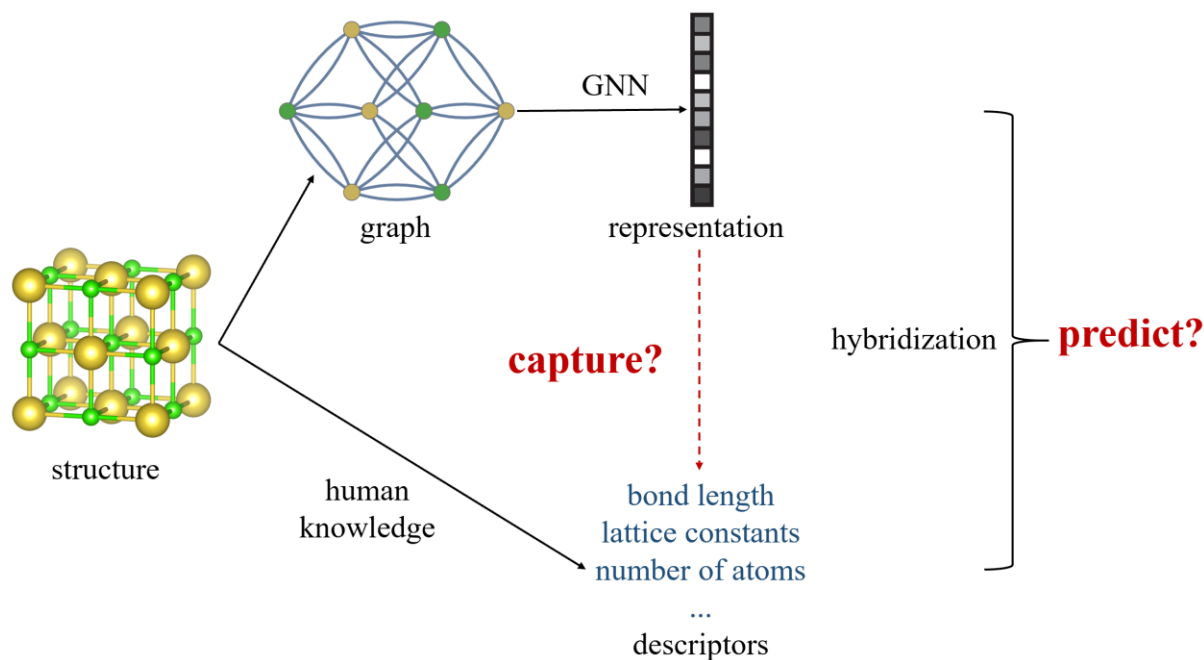 GNN
graph
representation
structure
capture?
hybridization
predict?
human
knowledge
bond length
lattice constants
number of atoms
...
descriptors